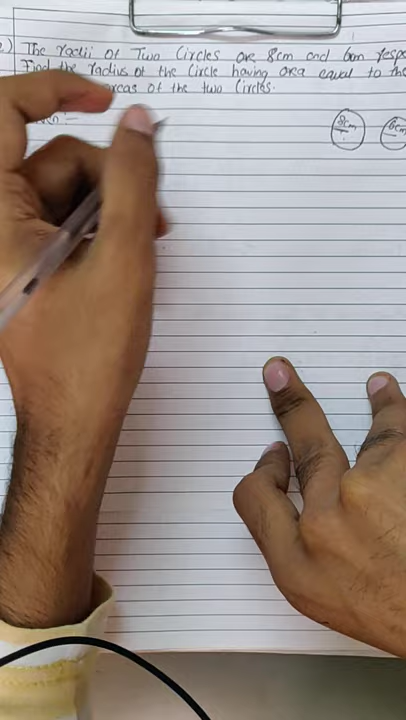 The radii of Two Circles are 8cm and 6cm
Find the radius of the Circle having area equal to the
areas of the two Circles.
8cm
6cm